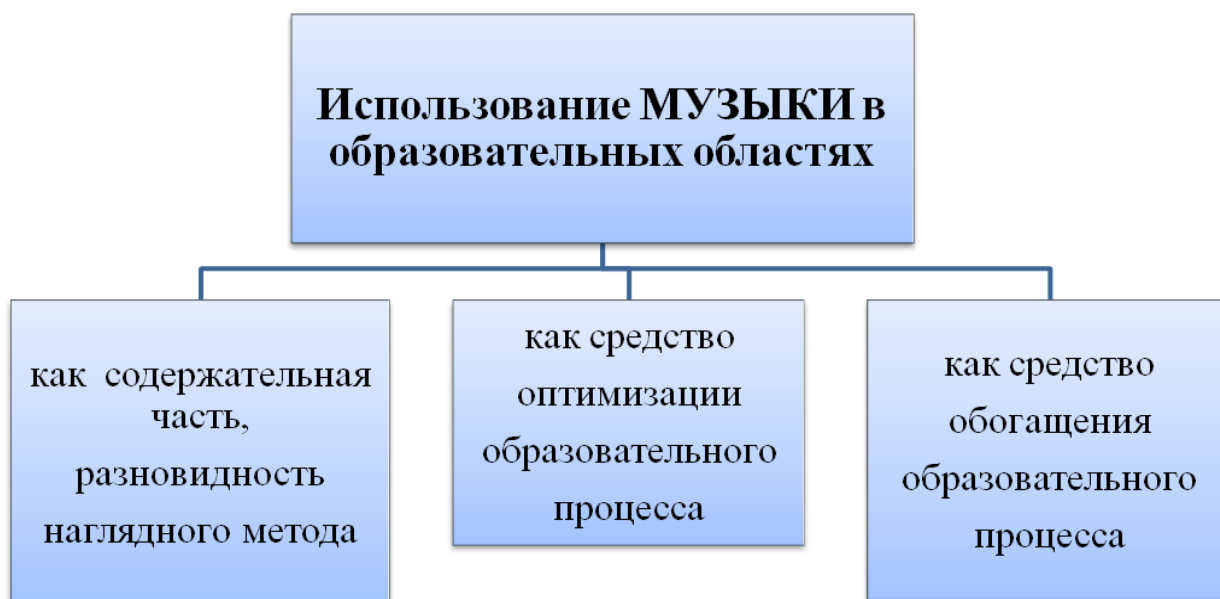 Использование МУЗЫКИ в
образовательных областях
как содержательная
часть,
разновидность
наглядного метода
как средство
оптимизации
образовательного
процесса
как средство
обогащения
образовательного
процесса